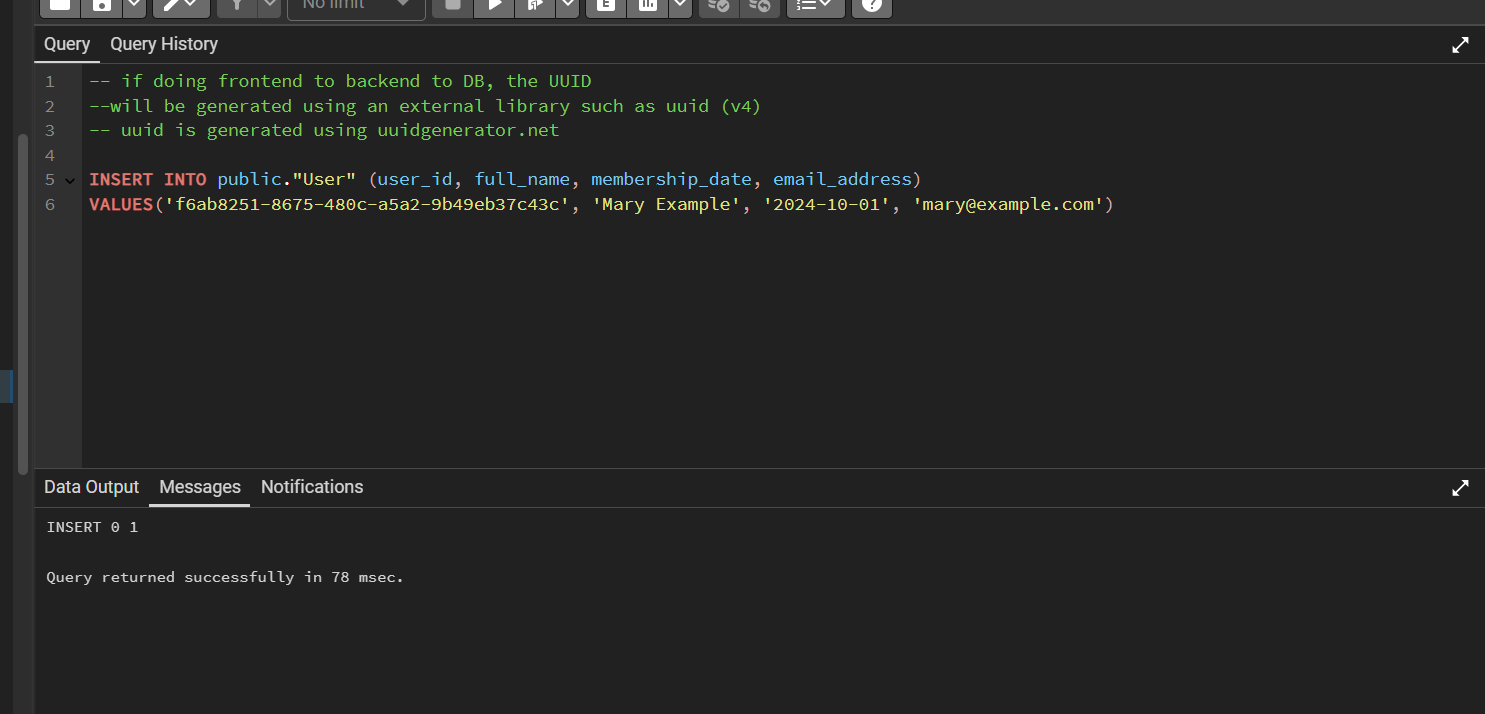 No limit
Query Query History
1 -- if doing frontend to backend to DB, the UUID
2 --will be generated using an external library such as uuid (v4)
3 -- uuid is generated using uuidgenerator.net
4
5 INSERT INTO public."User" (user_id, full_name, membership_date, email_address)
6 VALUES('f6ab8251-8675-480c-a5a2-9b49eb37c43c', 'Mary Example', '2024-10-01', 'mary@example.com')
Data Output Messages Notifications
INSERT 0 1
Query returned successfully in 78 msec.